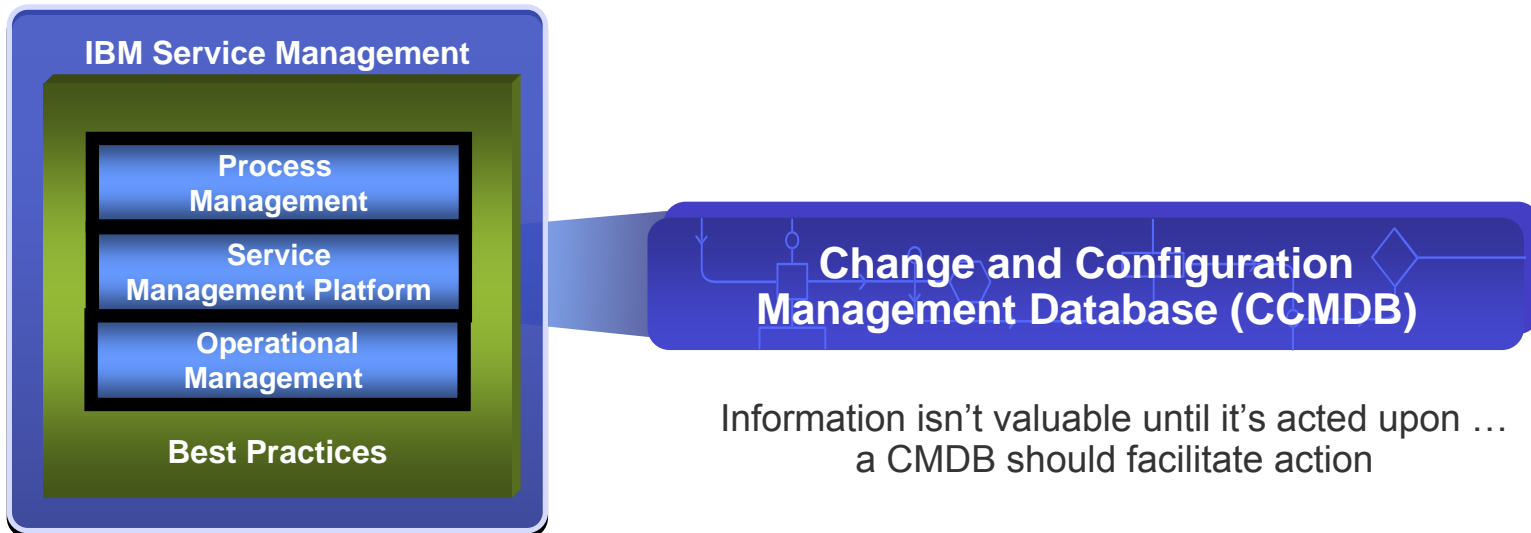 IBM Service Management
Process
Management
Service
Management Platform
Operational
Management
Best Practices
Change and Configuration
Management Database (CCMDB)
Information isn’t valuable until it’s acted upon …
a CMDB should facilitate action